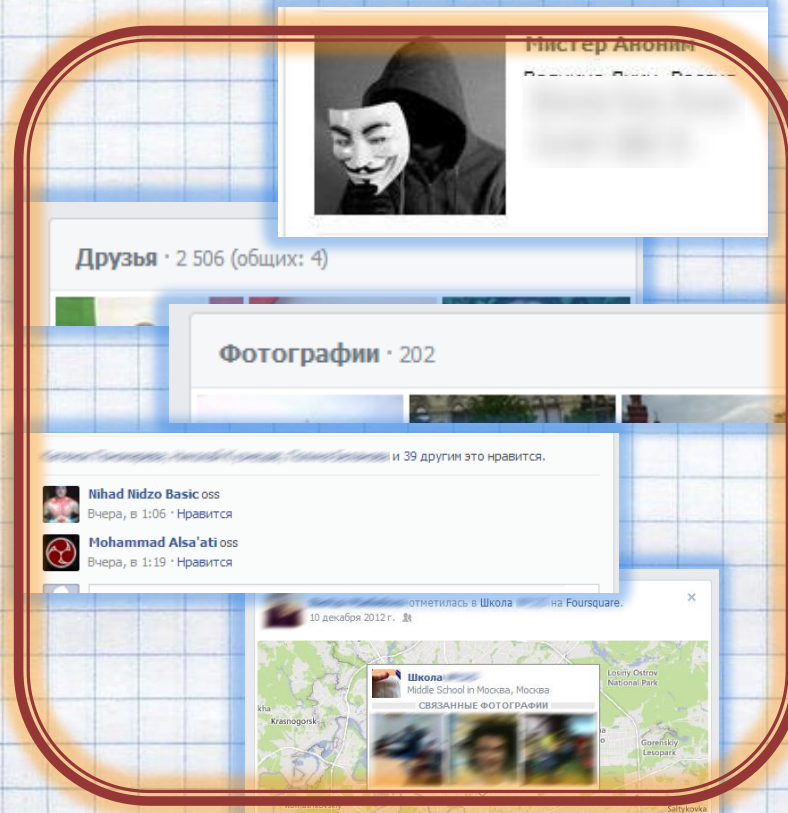 Мистер Аноним
Друзья · 2 506 (общих: 4)
Фотографии · 202
и 39 другим это нравится.
Nihad Nidzo Basic oss
Вчера, в 1:06 · Нравится
Mohammad Alsa'ati oss
Вчера, в 1:19 · Нравится
отметилась в Школа на Foursquare.
10 декабря 2012 г.
Школа
Middle School in Москва, Москва
СВЯЗАННЫЕ ФОТОГРАФИИ
Losiny Ostrov
National Park
kha
Krasnogorsk
Gorenskiy
Lesopark
Saltykovka